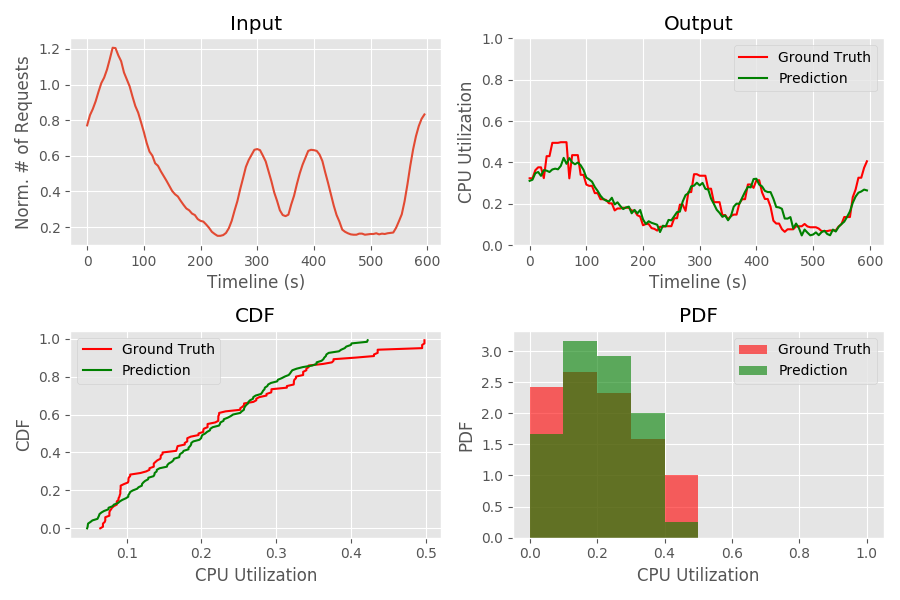 Input
Norm. # of Requests
1.2
1.0
0.8
0.6
0.4
0.2
0 100 200 300 400 500 600
Timeline (s)
Output
CPU Utilization
1.0
0.8
0.6
0.4
0.2
0.0
Ground Truth
Prediction
0 100 200 300 400 500 600
Timeline (s)
CDF
CDF
1.0
0.8
0.6
0.4
0.2
0.0
Ground Truth
Prediction
0.1 0.2 0.3 0.4 0.5
CPU Utilization
PDF
PDF
3.0
2.5
2.0
1.5
1.0
0.5
0.0
Ground Truth
Prediction
0.0 0.2 0.4 0.6 0.8 1.0
CPU Utilization